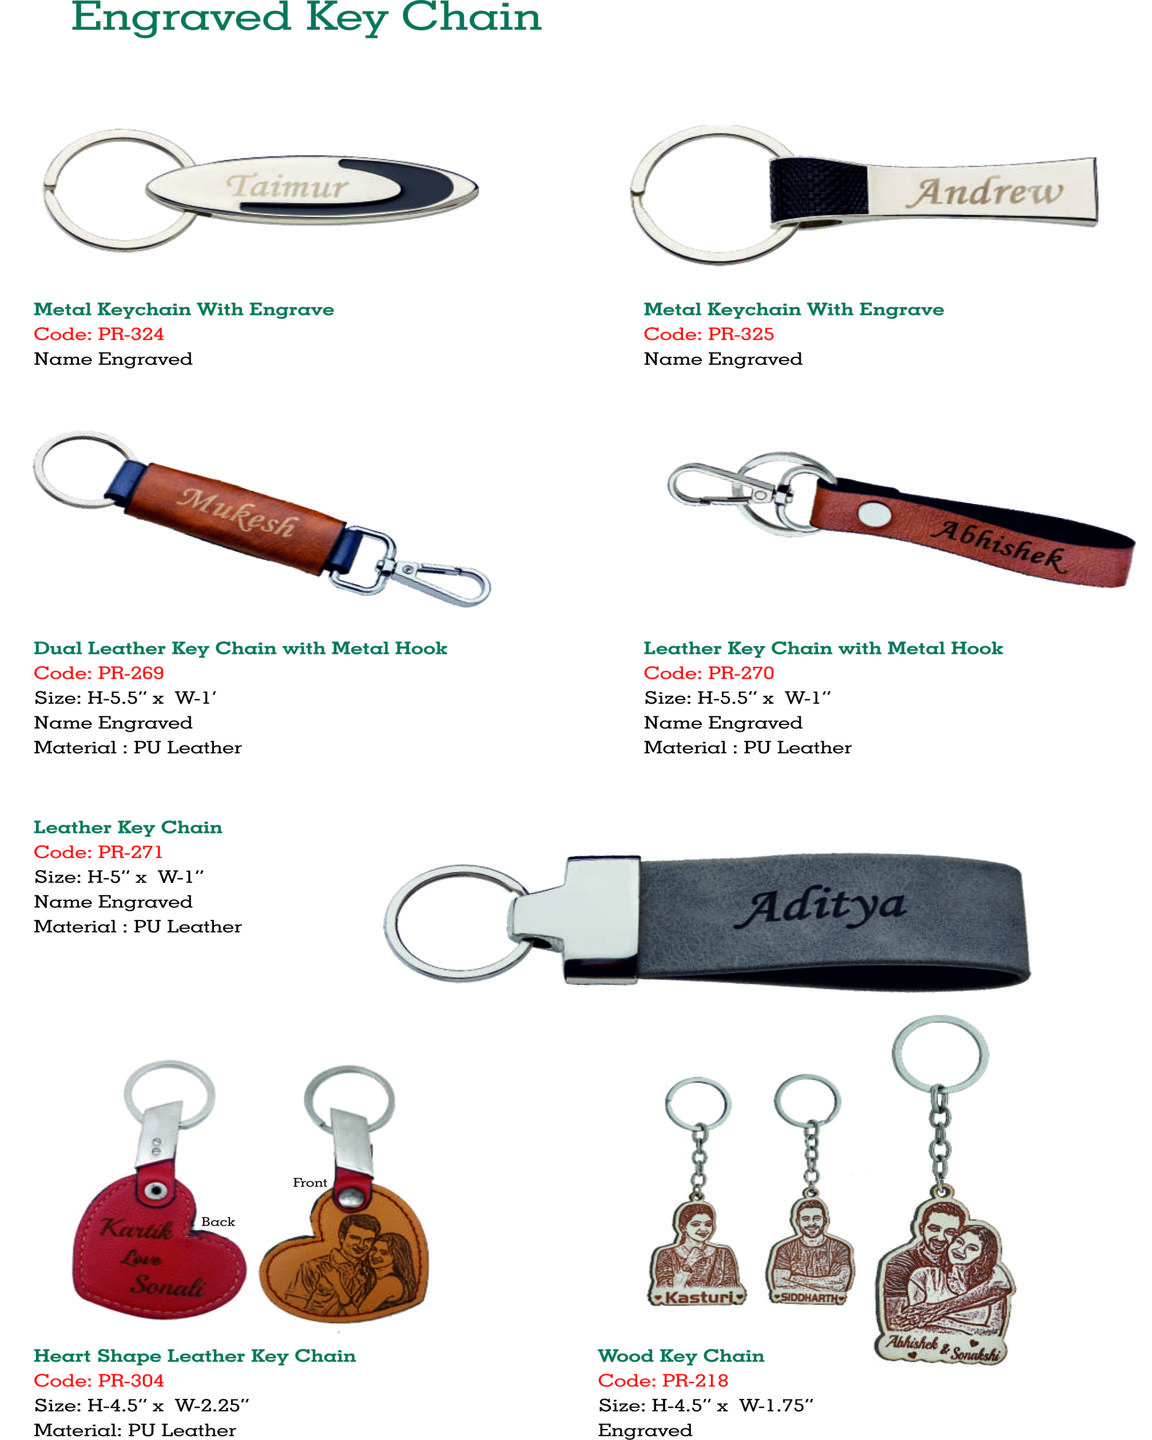 Engraved Key Chain
Taimur
Andrew
Metal Keychain With Engrave
Code: PR-324
Name Engraved
Metal Keychain With Engrave
Code: PR-325
Name Engraved
Mukesh
Abhishek
Dual Leather Key Chain with Metal Hook
Code: PR-269
Size: H-5.5” x  W-1’
Name Engraved
Material : PU Leather
Leather Key Chain with Metal Hook
Code: PR-270
Size: H-5.5” x  W-1”
Name Engraved
Material : PU Leather
Leather Key Chain
Code: PR-271
Size: H-5” x  W-1”
Name Engraved
Material : PU Leather
Aditya
Back
Kartik
Love
Sonali
Front
Kasturi
SIDDHARTH
Abhishek & Sonakshi
Heart Shape Leather Key Chain
Code: PR-304
Size: H-4.5” x  W-2.25”
Material: PU Leather
Wood Key Chain
Code: PR-218
Size: H-4.5” x  W-1.75”
Engraved